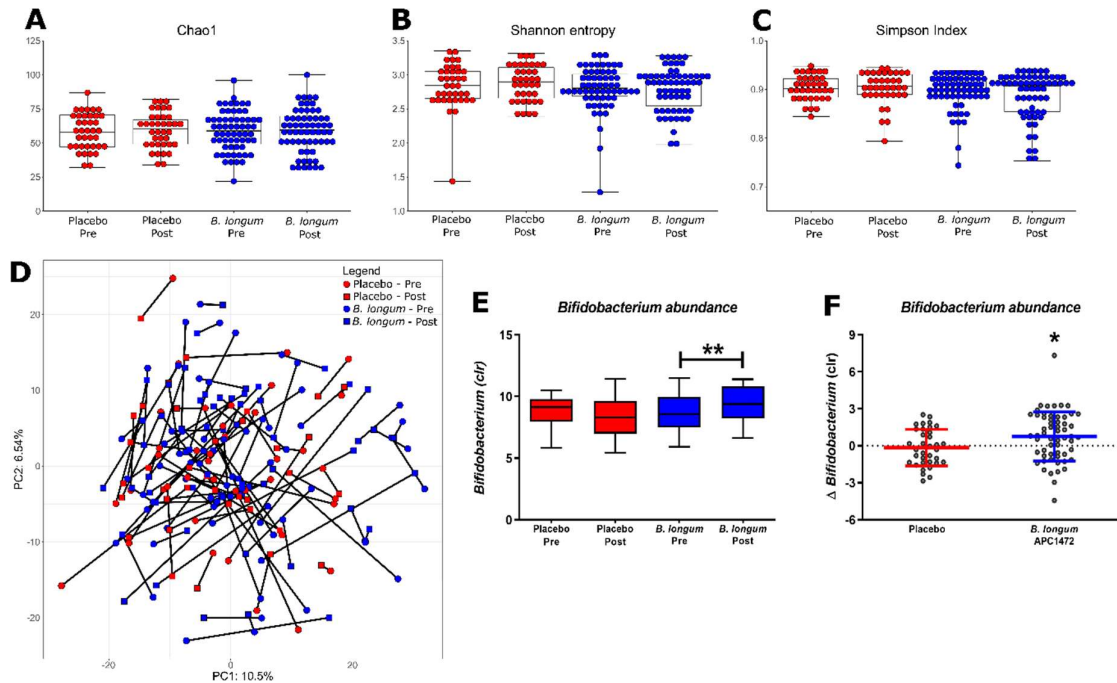 A
Chao1
125
100
75
50
25
0
Placebo
Pre
Placebo
Post
B. longum
Pre
B. longum
Post
B
Shannon entropy
3.5
3.0
2.5
2.0
1.5
1.0
Placebo
Pre
Placebo
Post
B. longum
Pre
B. longum
Post
C
Simpson Index
1.0
0.9
0.8
0.7
0.6
Placebo
Pre
Placebo
Post
B. longum
Pre
B. longum
Post
D
Legend
Placebo - Pre
Placebo - Post
B. longum - Pre
B. longum - Post
PC2: 6.54%
20
10
0
-10
-20
-20
0
20
PC1: 10.5%
E
Bifidobacterium abundance
Bifidobacterium (clr)
15
10
5
0
**
Placebo
Pre
Placebo
Post
B. longum
Pre
B. longum
Post
F
Bifidobacterium abundance
Δ Bifidobacterium (clr)
9
6
3
0
-3
-6
*
Placebo
B. longum
APC1472